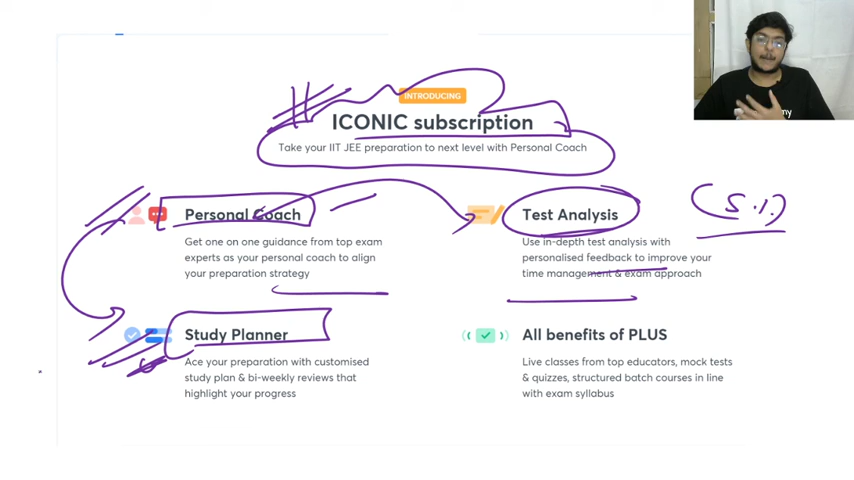 INTRODUCING
ICONIC subscription
Take your IIT JEE preparation to next level with Personal Coach
Personal Coach
Get one on one guidance from top exam
experts as your personal coach to align
your preparation strategy
Test Analysis
Use in-depth test analysis with
personalised feedback to improve your
time management & exam approach
(5%)
Study Planner
Ace your preparation with customised
study plan & bi-weekly reviews that
highlight your progress
All benefits of PLUS
Live classes from top educators, mock tests
& quizzes, structured batch courses in line
with exam syllabus